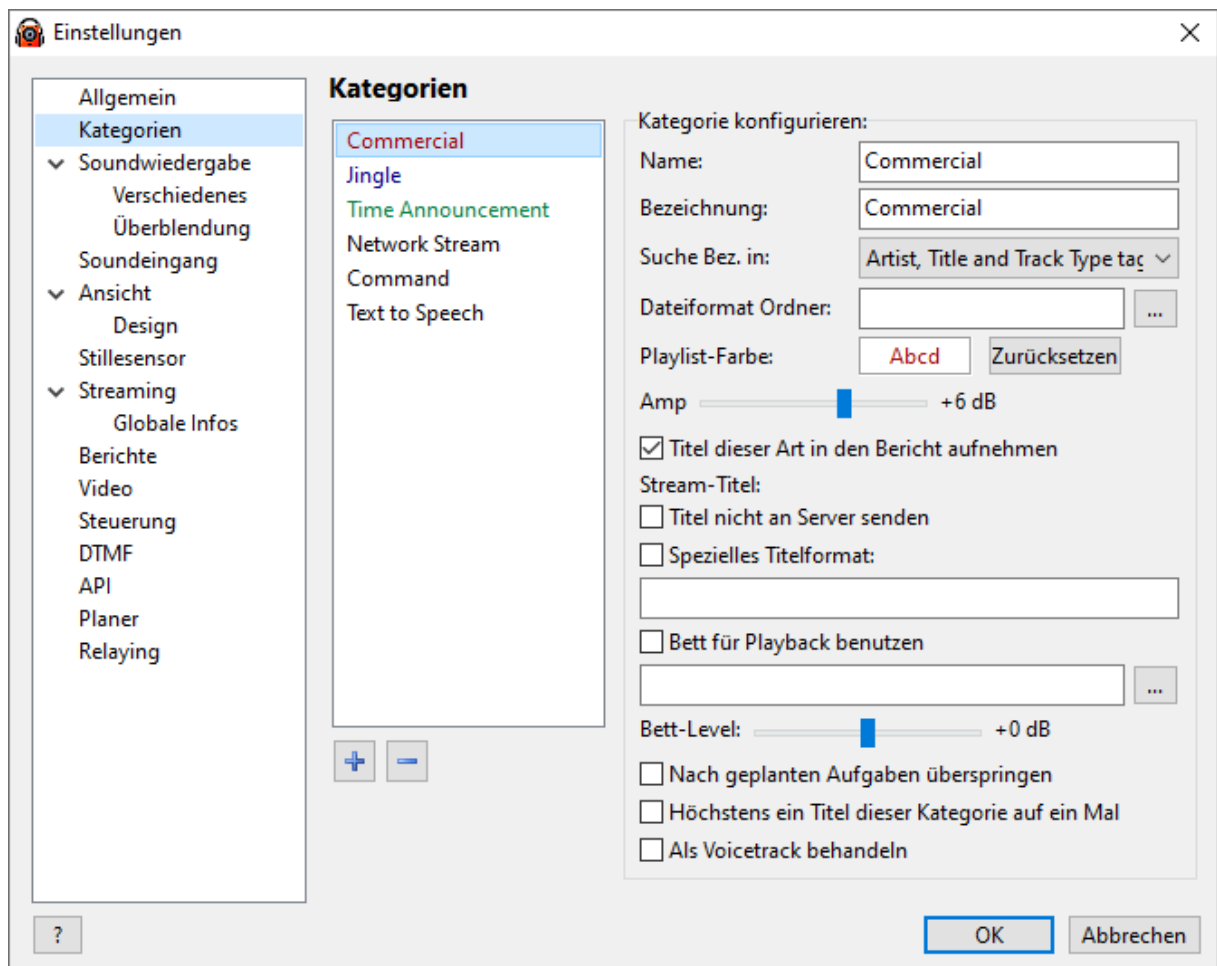 Einstellungen
Allgemein
Kategorien
Soundwiedergabe
Verschiedenes
Überblendung
Soundeingang
Ansicht
Design
Stillesensor
Streaming
Globale Infos
Berichte
Video
Steuerung
DTMF
API
Planer
Relaying
?
Kategorien
Commercial
Jingle
Time Announcement
Network Stream
Command
Text to Speech
Kategorie konfigurieren:
Name: Commercial
Bezeichnung: Commercial
Suche Bez. in: Artist, Title and Track Type tag
Dateiformat Ordner: ...
Playlist-Farbe: Abcd Zurücksetzen
Amp +6 dB
Titel dieser Art in den Bericht aufnehmen
Stream-Titel:
Titel nicht an Server senden
Spezielles Titelformat:
Bett für Playback benutzen
...
Bett-Level: +0 dB
Nach geplanten Aufgaben überspringen
Höchstens ein Titel dieser Kategorie auf ein Mal
Als Voicetrack behandeln
OK Abbrechen